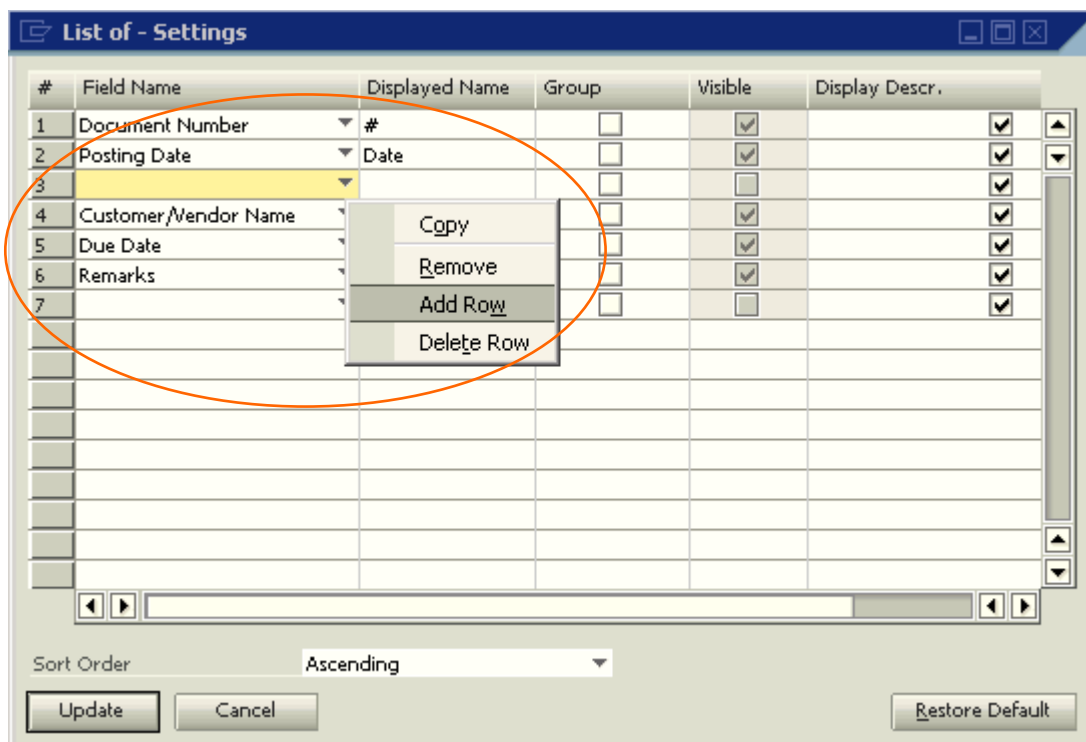 List of - Settings
# Field Name Displayed Name Group Visible Display Descr.
1 Document Number #
2 Posting Date Date
3
4 Customer/Vendor Name
5 Due Date
6 Remarks
7
Copy
Remove
Add Row
Delete Row
Sort Order Ascending
Update Cancel Restore Default